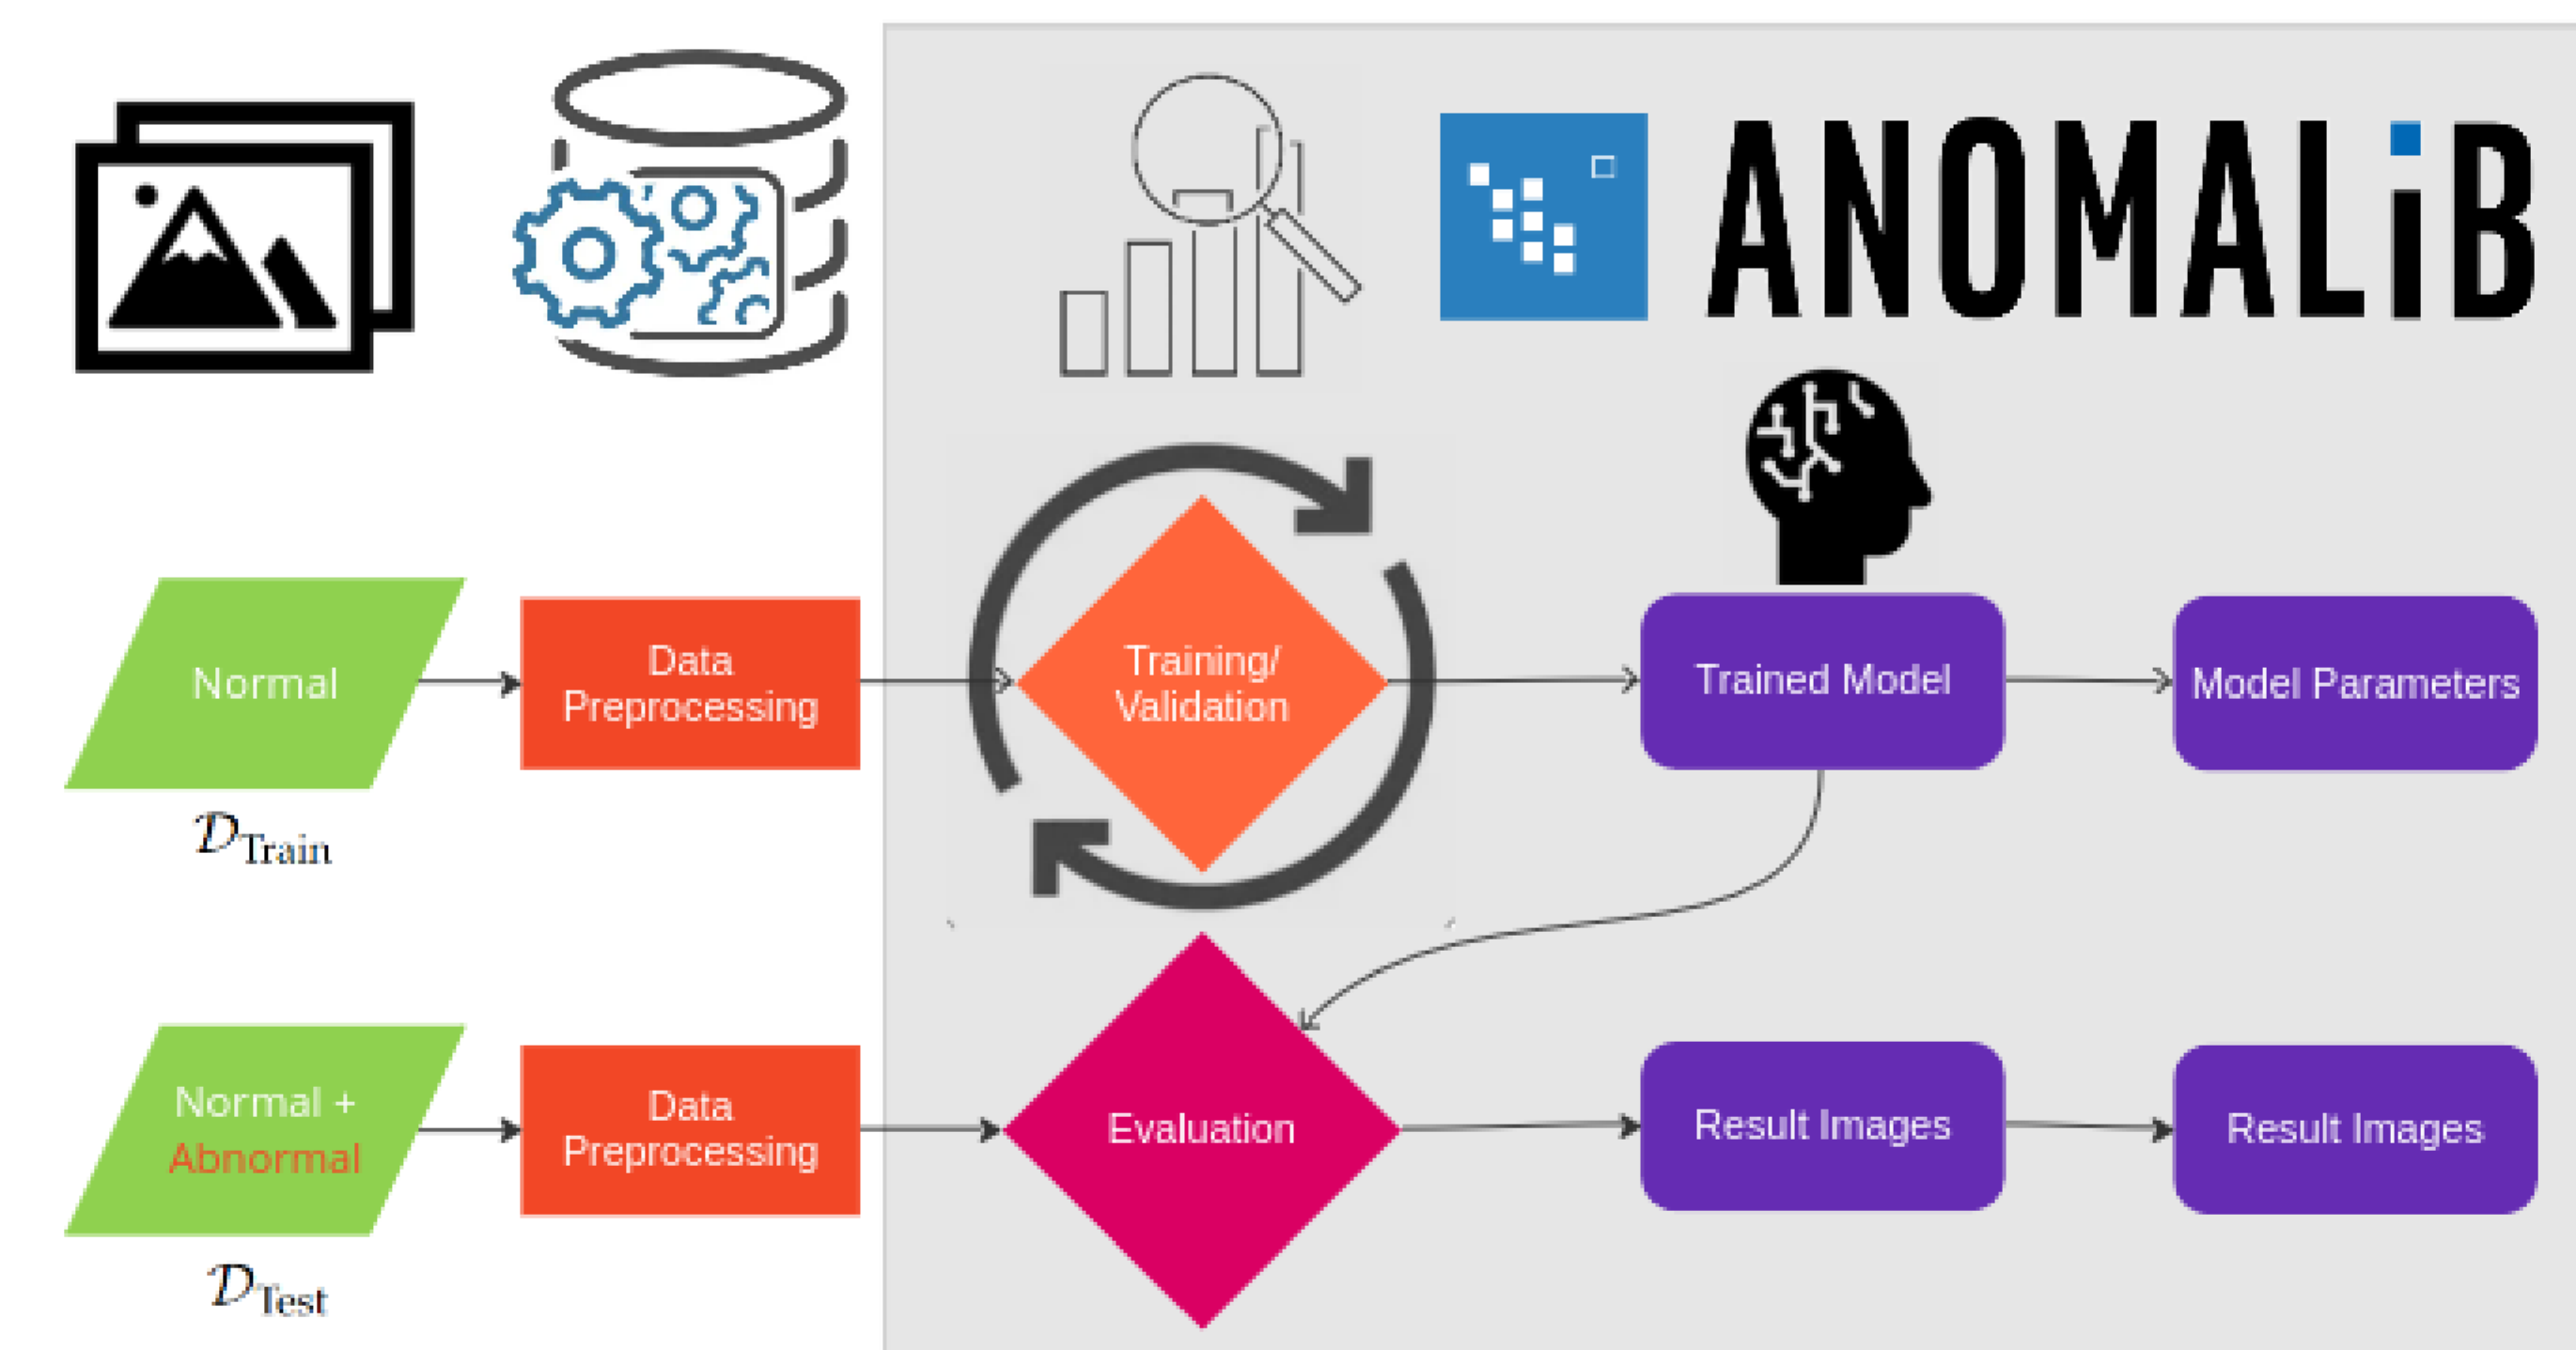 ANOMALiB
Normal
Data
Preprocessing
Training/
Validation
Trained Model
Model Parameters
𝒟Train
Normal +
Abnormal
Data
Preprocessing
Evaluation
Result Images
Result Images
𝒟Test